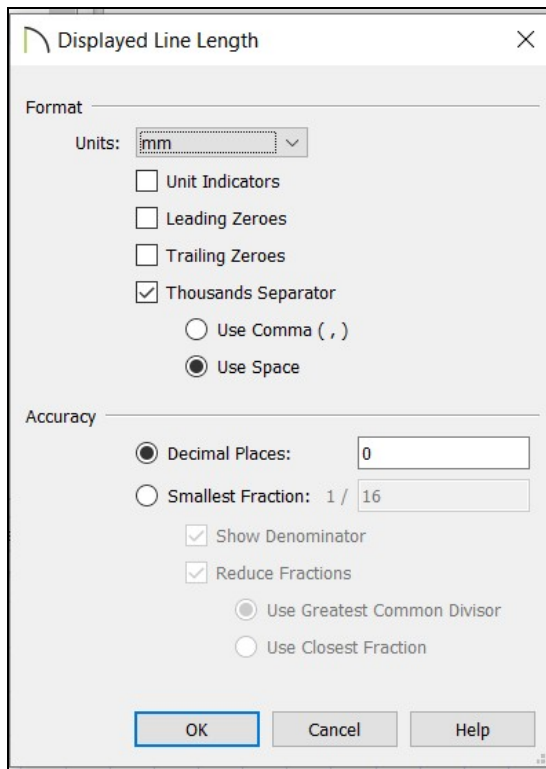 Displayed Line Length
Format
Units: mm
Unit Indicators
Leading Zeroes
Trailing Zeroes
Thousands Separator
Use Comma ( , )
Use Space
Accuracy
Decimal Places: 0
Smallest Fraction: 1 / 16
Show Denominator
Reduce Fractions
Use Greatest Common Divisor
Use Closest Fraction
OK Cancel Help